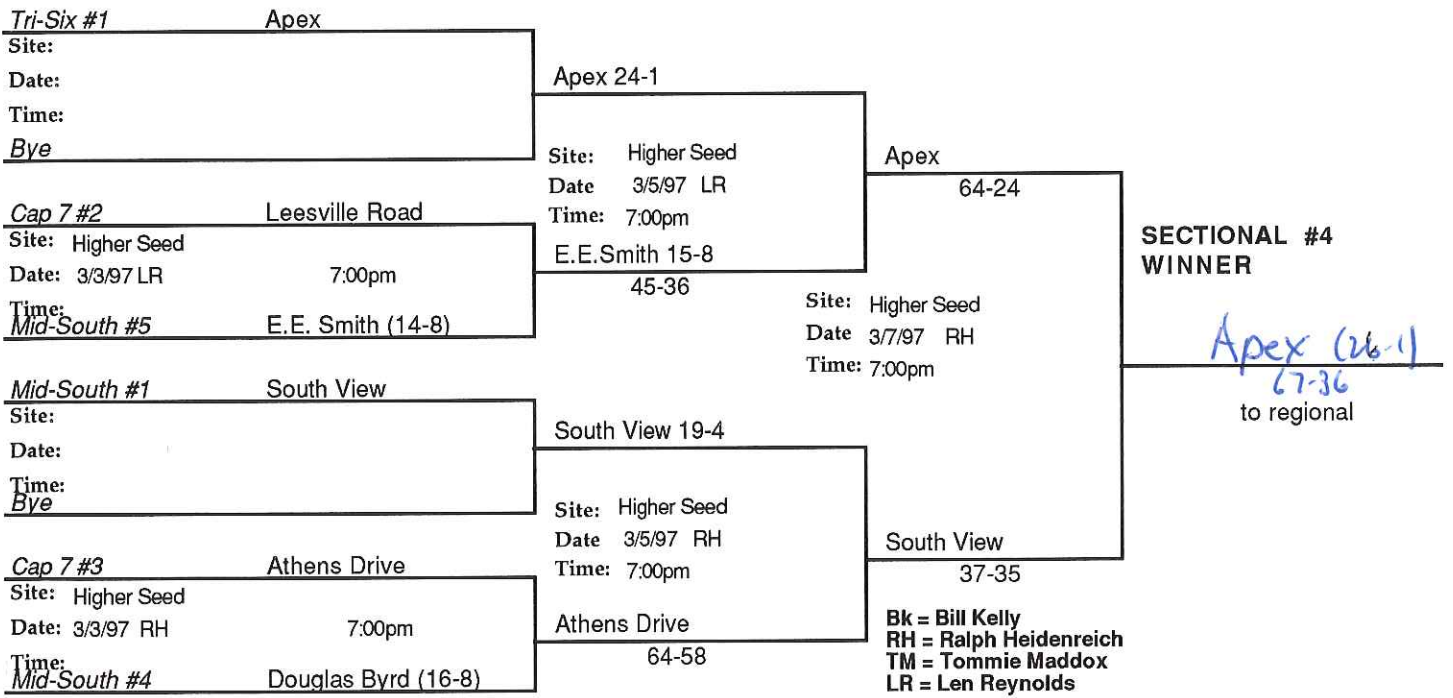 Tri-Six #1 Apex
Site:
Date:
Time:
Bye
Apex 24-1
Site: Higher Seed
Date 3/5/97 LR
Time: 7:00pm
Cap 7 #2 Leesville Road
Site: Higher Seed
Date: 3/3/97 LR 7:00pm
Time:
Mid-South #5 E.E. Smith (14-8)
E.E.Smith 15-8
45-36
Apex
64-24
Site: Higher Seed
Date 3/7/97 RH
Time: 7:00pm
SECTIONAL #4
WINNER
Apex (26-1)
67-36
to regional
Mid-South #1 South View
Site:
Date:
Time:
Bye
South View 19-4
Site: Higher Seed
Date 3/5/97 RH
Time: 7:00pm
Cap 7 #3 Athens Drive
Site: Higher Seed
Date: 3/3/97 RH 7:00pm
Time:
Mid-South #4 Douglas Byrd (16-8)
Athens Drive
64-58
South View
37-35
Bk = Bill Kelly
RH = Ralph Heidenreich
TM = Tommie Maddox
LR = Len Reynolds